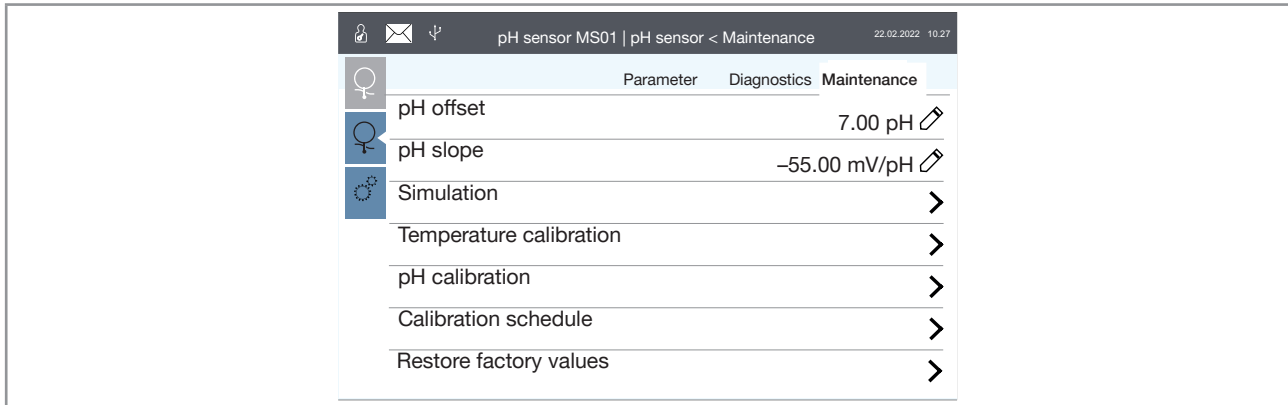 pH sensor MS01 | pH sensor < Maintenance 22.02.2022 10.27
Parameter Diagnostics Maintenance
pH offset
7.00 pH
pH slope
–55.00 mV/pH
Simulation
Temperature calibration
pH calibration
Calibration schedule
Restore factory values